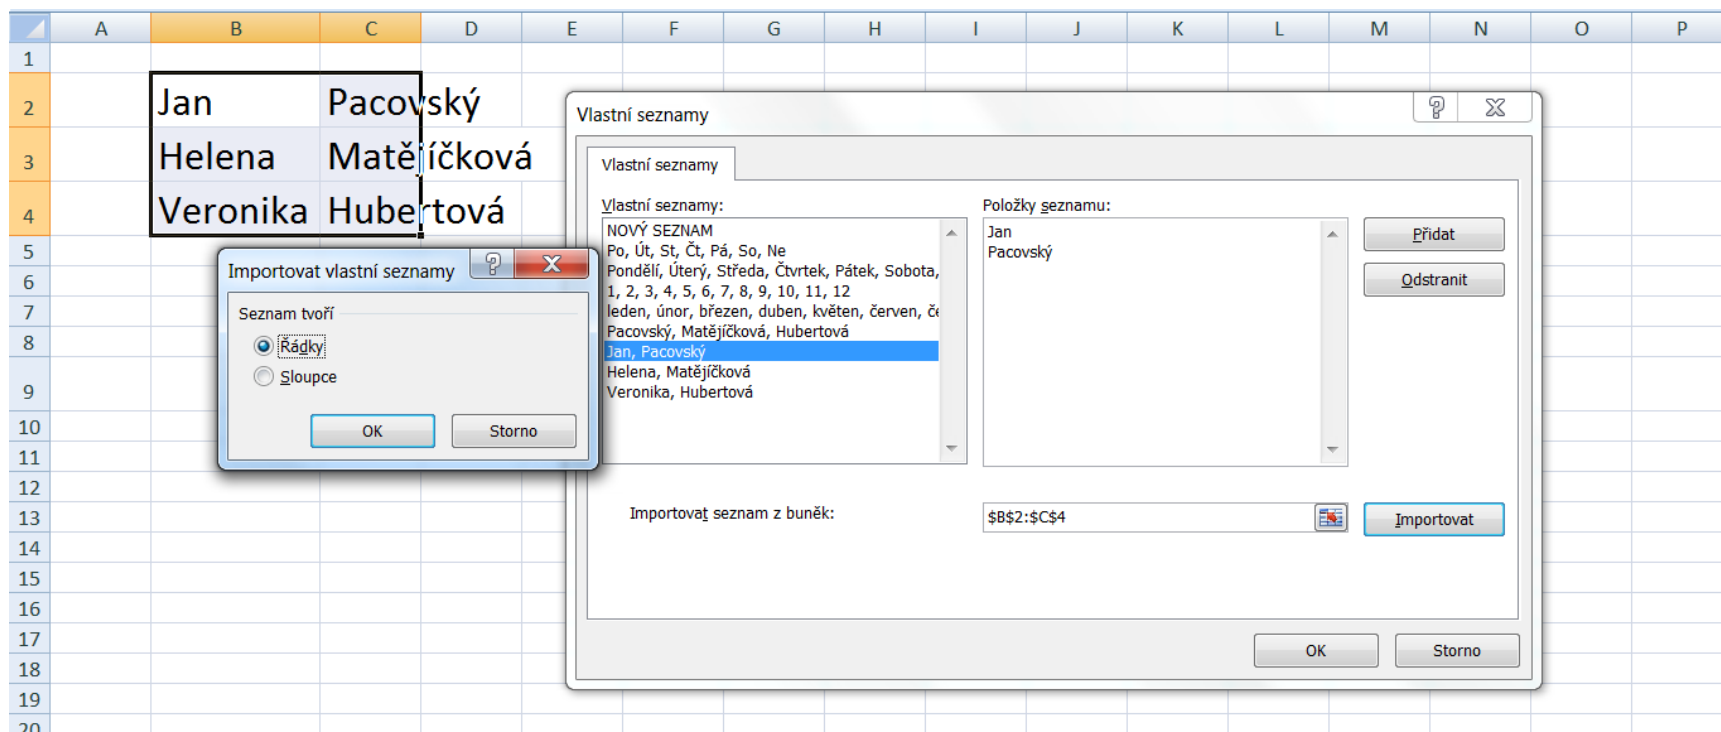 A B C D E F G H I J K L M N O P
1
2 Jan Pacovský
3 Helena Matějíčková
4 Veronika Hubertová
5
6
7
8
9
10
11
12
13
14
15
16
17
18
19
20
Importovat vlastní seznamy
Seznam tvoří
Řádky
Sloupce
OK Storno
Vlastní seznamy
Vlastní seznamy
Vlastní seznamy:
NOVÝ SEZNAM
Po, Út, St, Čt, Pá, So, Ne
Pondělí, Úterý, Středa, Čtvrtek, Pátek, Sobota,
1, 2, 3, 4, 5, 6, 7, 8, 9, 10, 11, 12
leden, únor, březen, duben, květen, červen, če
Pacovský, Matějíčková, Hubertová
Jan, Pacovský
Helena, Matějíčková
Veronika, Hubertová
Položky seznamu:
Jan
Pacovský
Přidat
Odstranit
Importovat seznam z buněk: $B$2:$C$4 Importovat
OK Storno